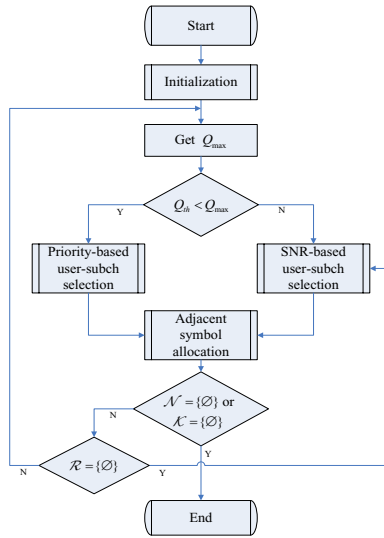 Start
Initialization
Get Q_max
Q_th < Q_max
Y
N
Priority-based
user-subch
selection
SNR-based
user-subch
selection
Adjacent
symbol
allocation
𝒩 = {∅} or
𝒦 = {∅}
N
Y
ℛ = {∅}
N
Y
End